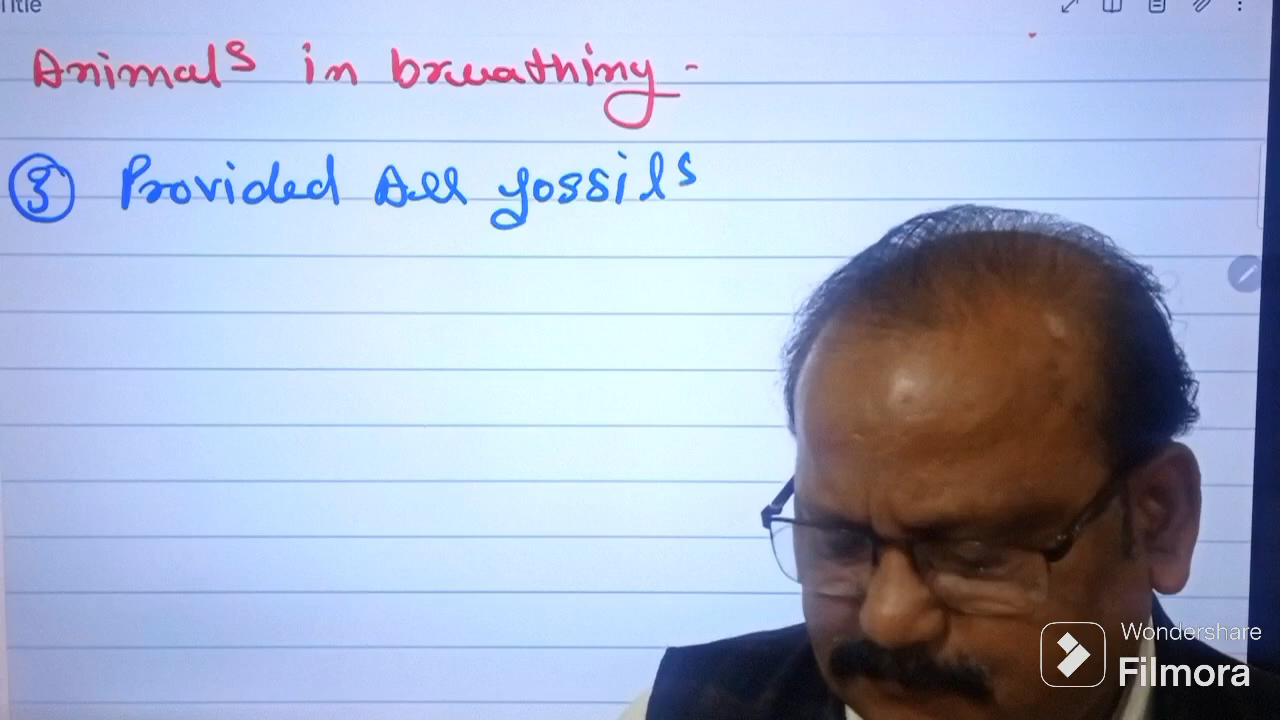 Title
Animals in breathing -
③ Provided All fossils
Wondershare
Filmora